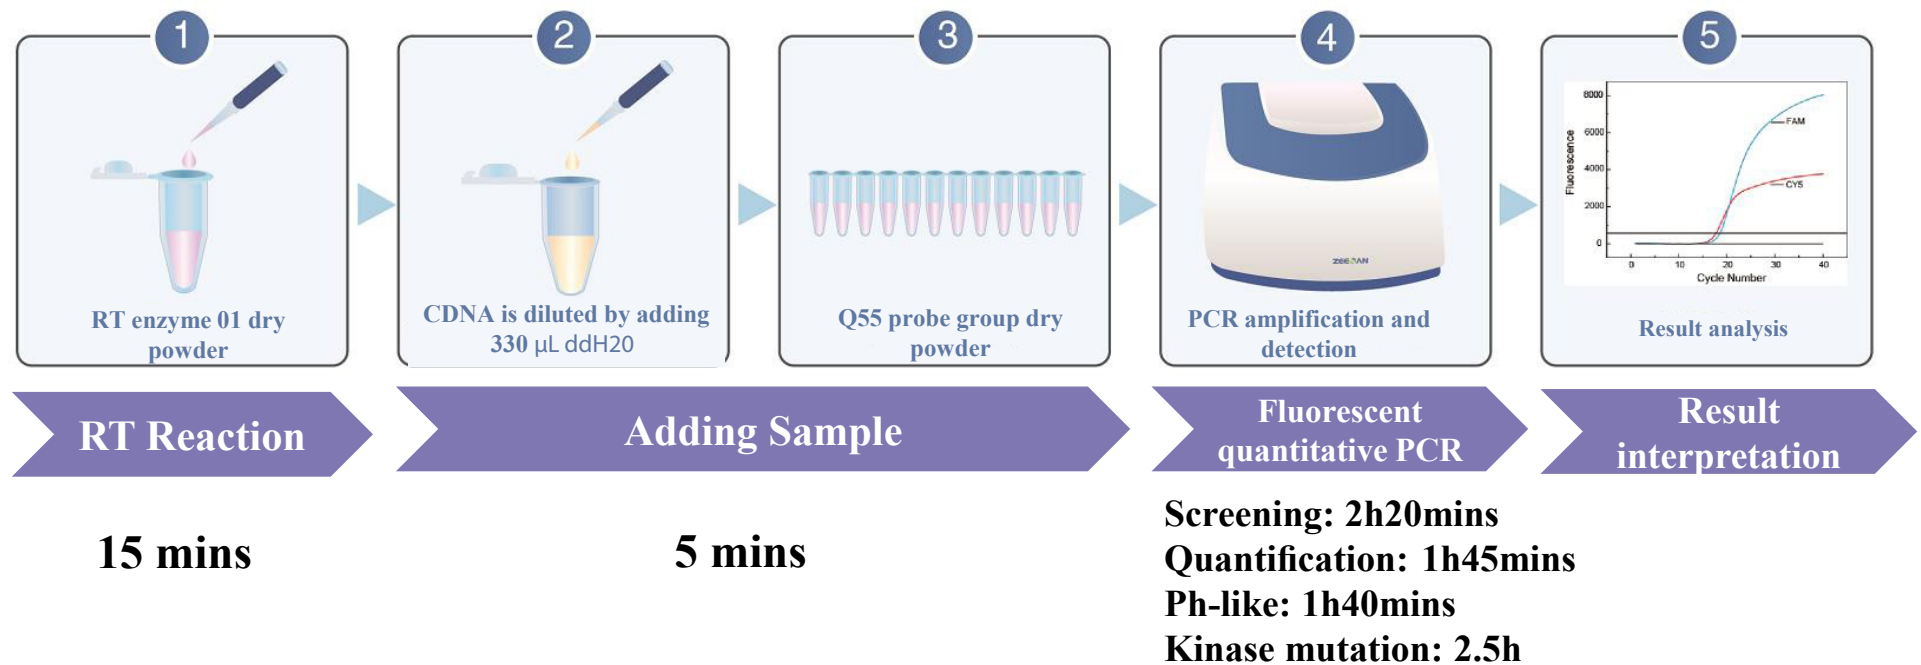 1
RT enzyme 01 dry
powder
2
CDNA is diluted by adding
330 µL ddH20
3
Q55 probe group dry
powder
4
ZEESAN
PCR amplification and
detection
5
8000
6000
4000
2000
0
Fluorescence
FAM
CY5
0 10 20 30 40
Cycle Number
Result analysis
RT Reaction
Adding Sample
Fluorescent
quantitative PCR
Result
interpretation
15 mins
5 mins
Screening: 2h20mins
Quantification: 1h45mins
Ph-like: 1h40mins
Kinase mutation: 2.5h